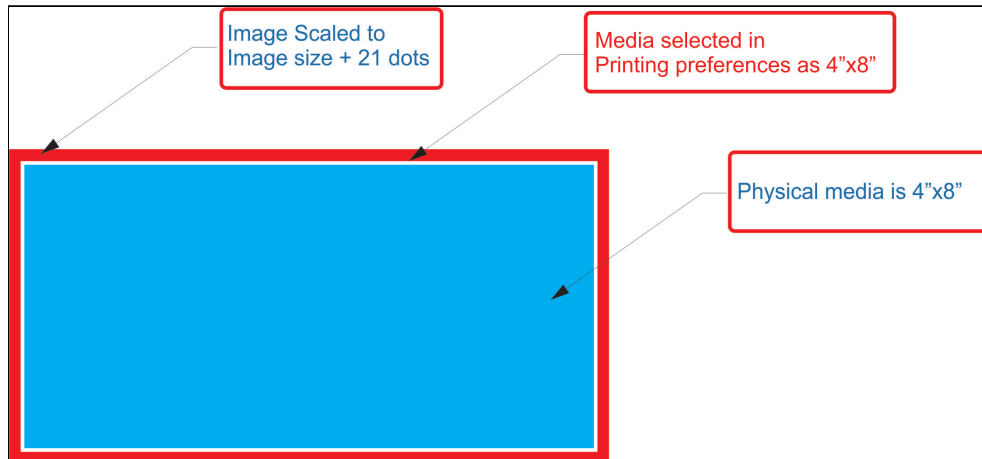 Image Scaled to
Image size + 21 dots
Media selected in
Printing preferences as 4”x8”
Physical media is 4”x8”